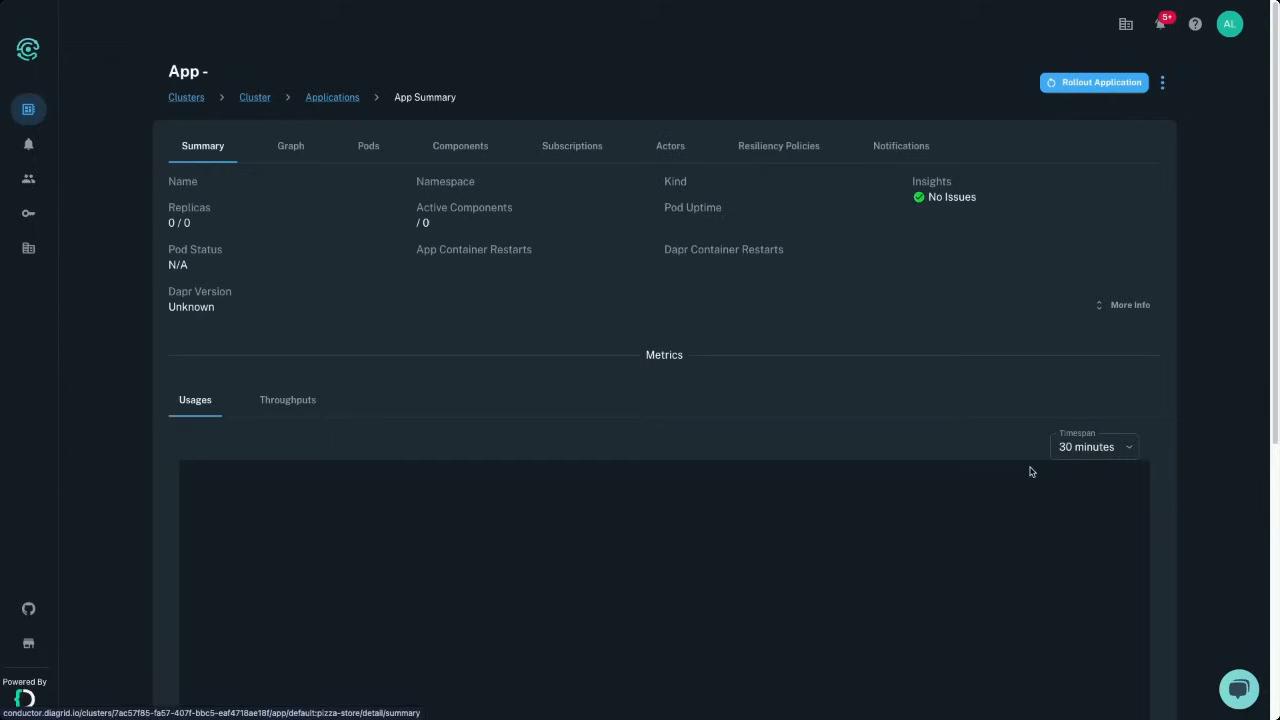 5+
AL
App -
Rollout Application
Clusters
Cluster
Applications
App Summary
Summary
Graph
Pods
Components
Subscriptions
Actors
Resiliency Policies
Notifications
Name
Namespace
Kind
Insights
No Issues
Replicas
0 / 0
Active Components
/ 0
Pod Uptime
Pod Status
N/A
App Container Restarts
Dapr Container Restarts
Dapr Version
Unknown
More Info
Metrics
Usages
Throughputs
Timespan
30 minutes
Powered By
conductor.diagrid.io/clusters/7ac57f85-fa57-407f-bbc5-eaf4718ae18f/app/default:pizza-store/detail/summary